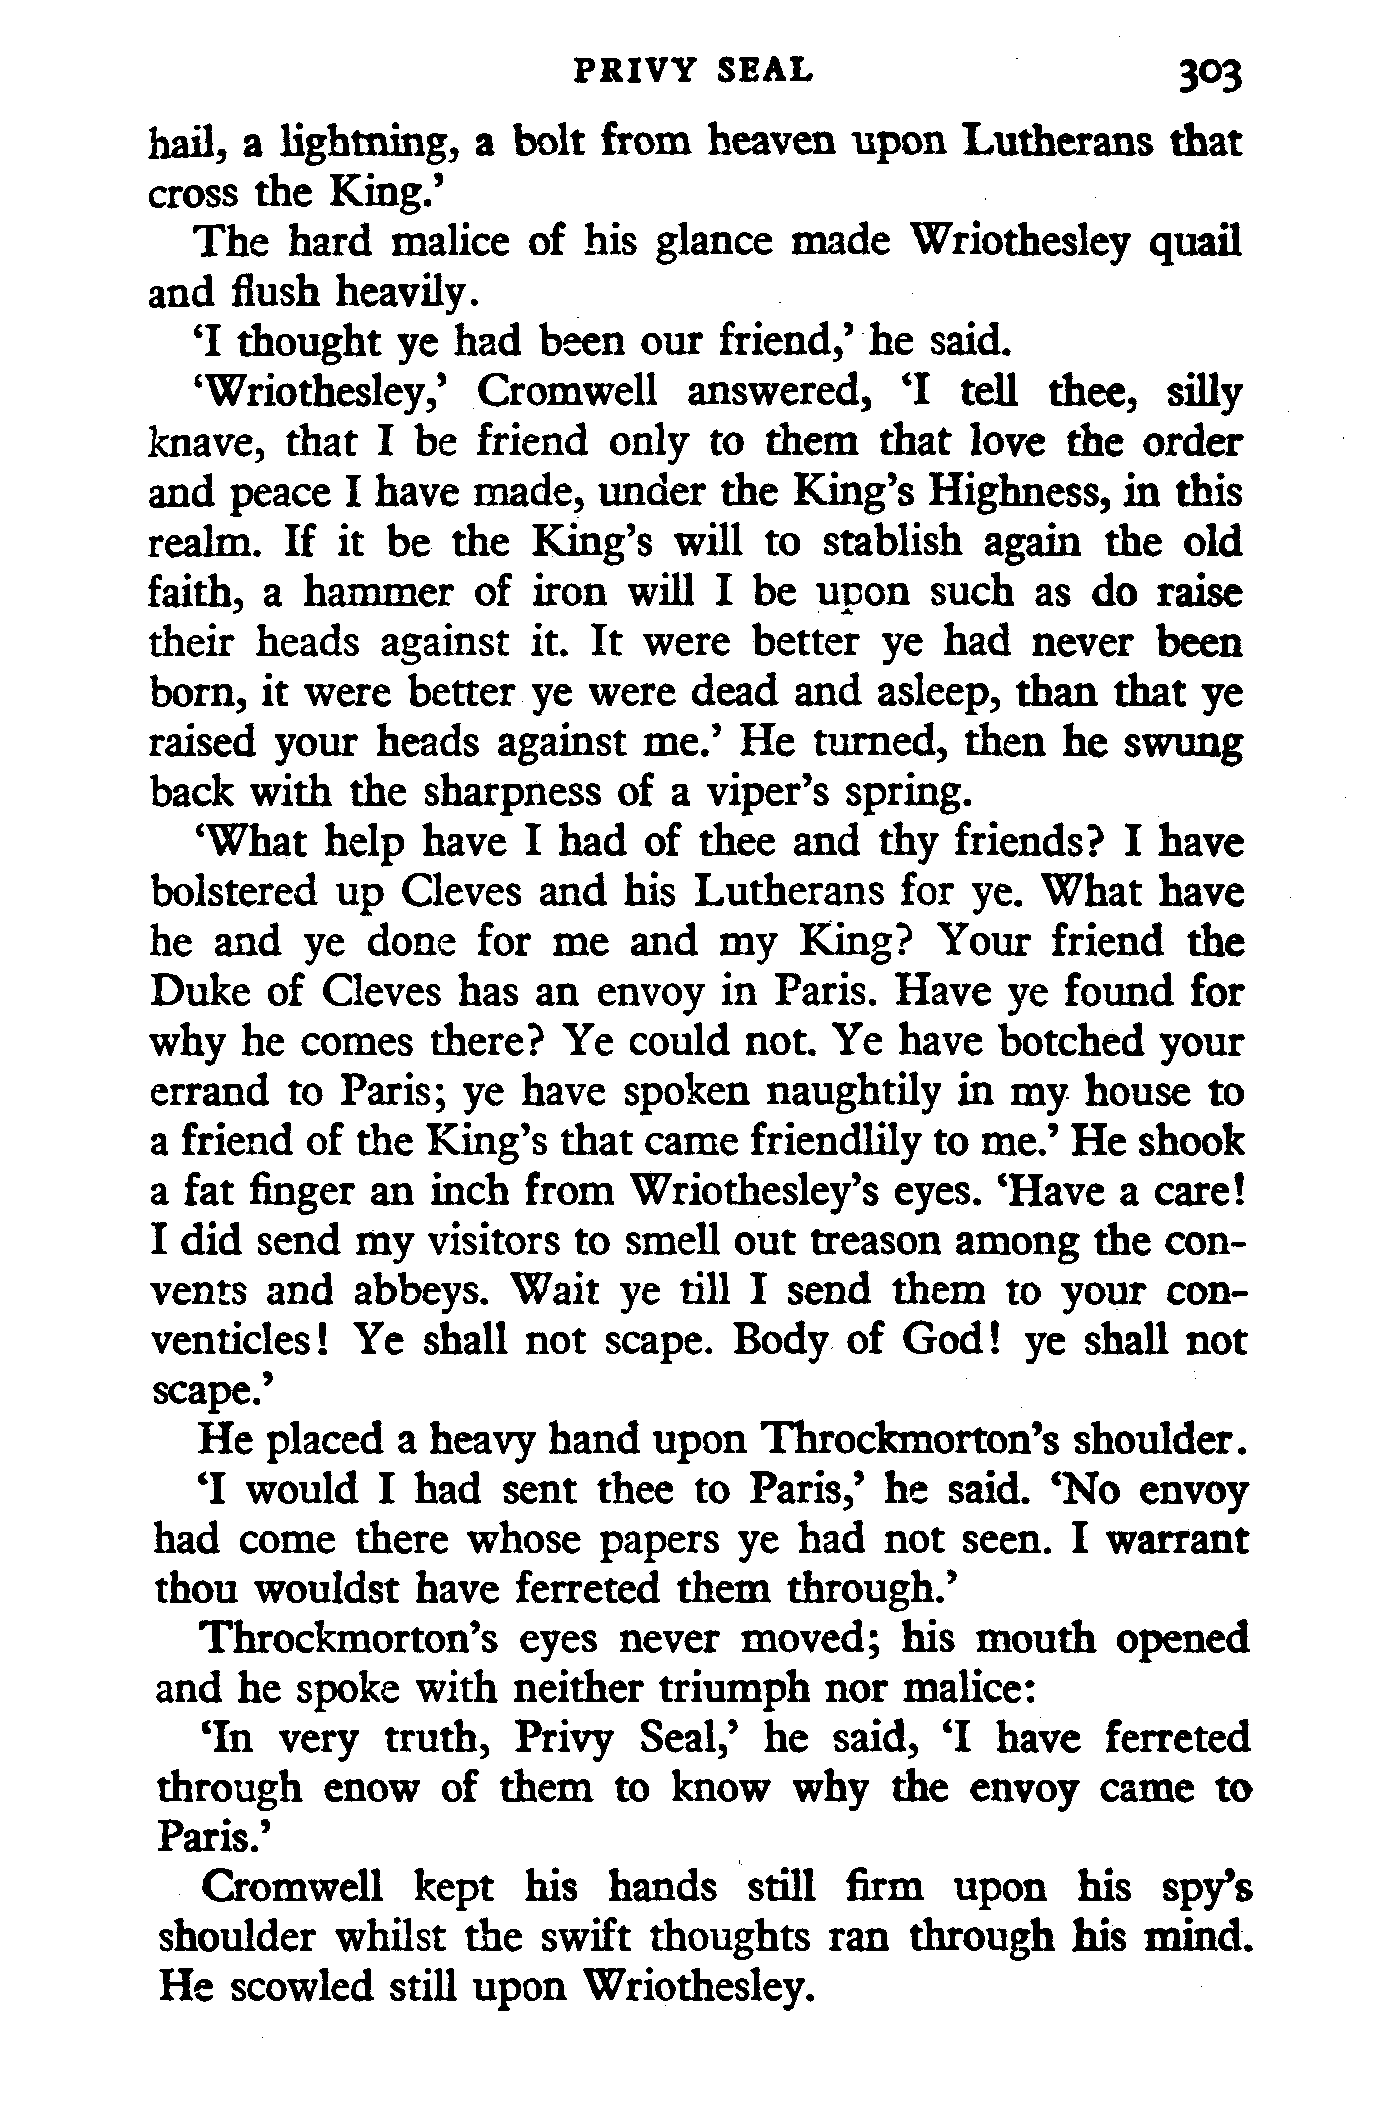 PRIVY SEAL 303
hail, a lightning, a bolt from heaven upon Lutherans that
cross the King.’
The hard malice of his glance made Wriothesley quail
and flush heavily.
‘I thought ye had been our friend,’ he said.
‘Wriothesley,’ Cromwell answered, ‘I tell thee, silly
knave, that I be friend only to them that love the order
and peace I have made, under the King’s Highness, in this
realm. If it be the King’s will to stablish again the old
faith, a hammer of iron will I be upon such as do raise
their heads against it. It were better ye had never been
born, it were better ye were dead and asleep, than that ye
raised your heads against me.’ He turned, then he swung
back with the sharpness of a viper’s spring.
‘What help have I had of thee and thy friends? I have
bolstered up Cleves and his Lutherans for ye. What have
he and ye done for me and my King? Your friend the
Duke of Cleves has an envoy in Paris. Have ye found for
why he comes there? Ye could not. Ye have botched your
errand to Paris; ye have spoken naughtily in my house to
a friend of the King’s that came friendlily to me.’ He shook
a fat finger an inch from Wriothesley’s eyes. ‘Have a care!
I did send my visitors to smell out treason among the con-
vents and abbeys. Wait ye till I send them to your con-
venticles! Ye shall not scape. Body of God! ye shall not
scape.’
He placed a heavy hand upon Throckmorton’s shoulder.
‘I would I had sent thee to Paris,’ he said. ‘No envoy
had come there whose papers ye had not seen. I warrant
thou wouldst have ferreted them through.’
Throckmorton’s eyes never moved; his mouth opened
and he spoke with neither triumph nor malice:
‘In very truth, Privy Seal,’ he said, ‘I have ferreted
through enow of them to know why the envoy came to
Paris.’
Cromwell kept his hands still firm upon his spy’s
shoulder whilst the swift thoughts ran through his mind.
He scowled still upon Wriothesley.